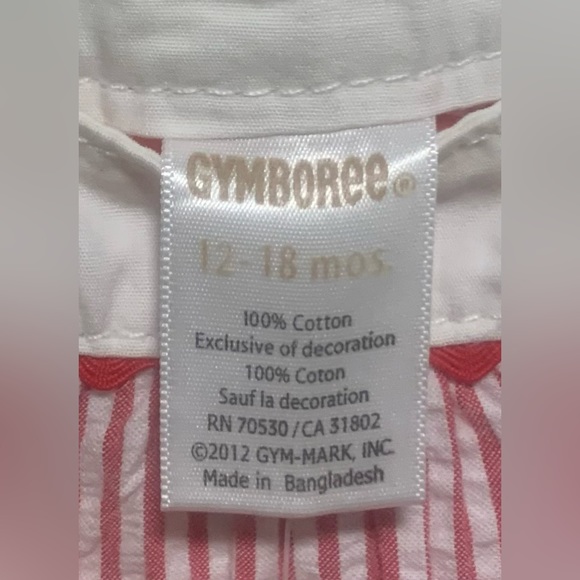 GYMBOREE®
12-18 mos.
100% Cotton
Exclusive of decoration
100% Coton
Sauf la decoration
RN 70530/CA 31802
©2012 GYM-MARK, INC.
Made in Bangladesh